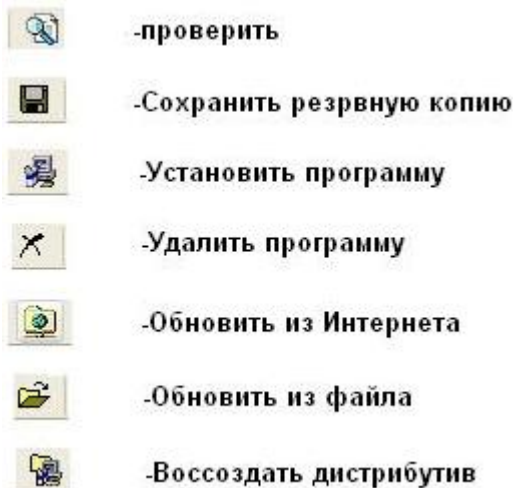 -проверить
-Сохранить резрвную копию
-Установить программу
-Удалить программу
-Обновить из Интернета
-Обновить из файла
-Воссоздать дистрибутив